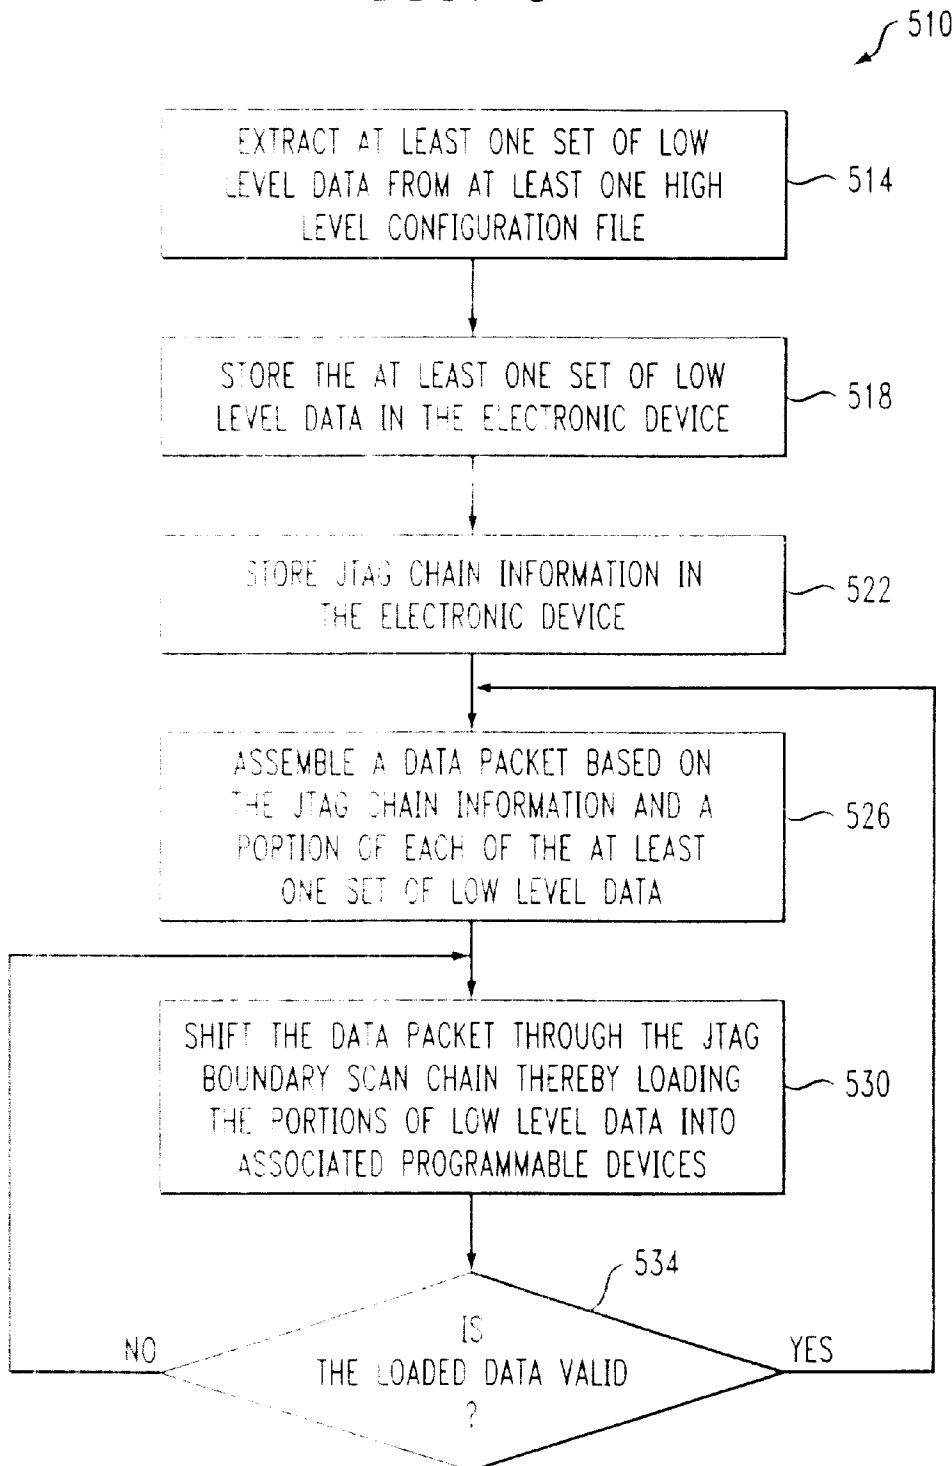 510
EXTRACT AT LEAST ONE SET OF LOW
LEVEL DATA FROM AT LEAST ONE HIGH
LEVEL CONFIGURATION FILE
514
STORE THE AT LEAST ONE SET OF LOW
LEVEL DATA IN THE ELECTRONIC DEVICE
518
STORE JTAG CHAIN INFORMATION IN
THE ELECTRONIC DEVICE
522
ASSEMBLE A DATA PACKET BASED ON
THE JTAG CHAIN INFORMATION AND A
PORTION OF EACH OF THE AT LEAST
ONE SET OF LOW LEVEL DATA
526
SHIFT THE DATA PACKET THROUGH THE JTAG
BOUNDARY SCAN CHAIN THEREBY LOADING
THE PORTIONS OF LOW LEVEL DATA INTO
ASSOCIATED PROGRAMMABLE DEVICES
530
534
IS
THE LOADED DATA VALID
?
NO
YES